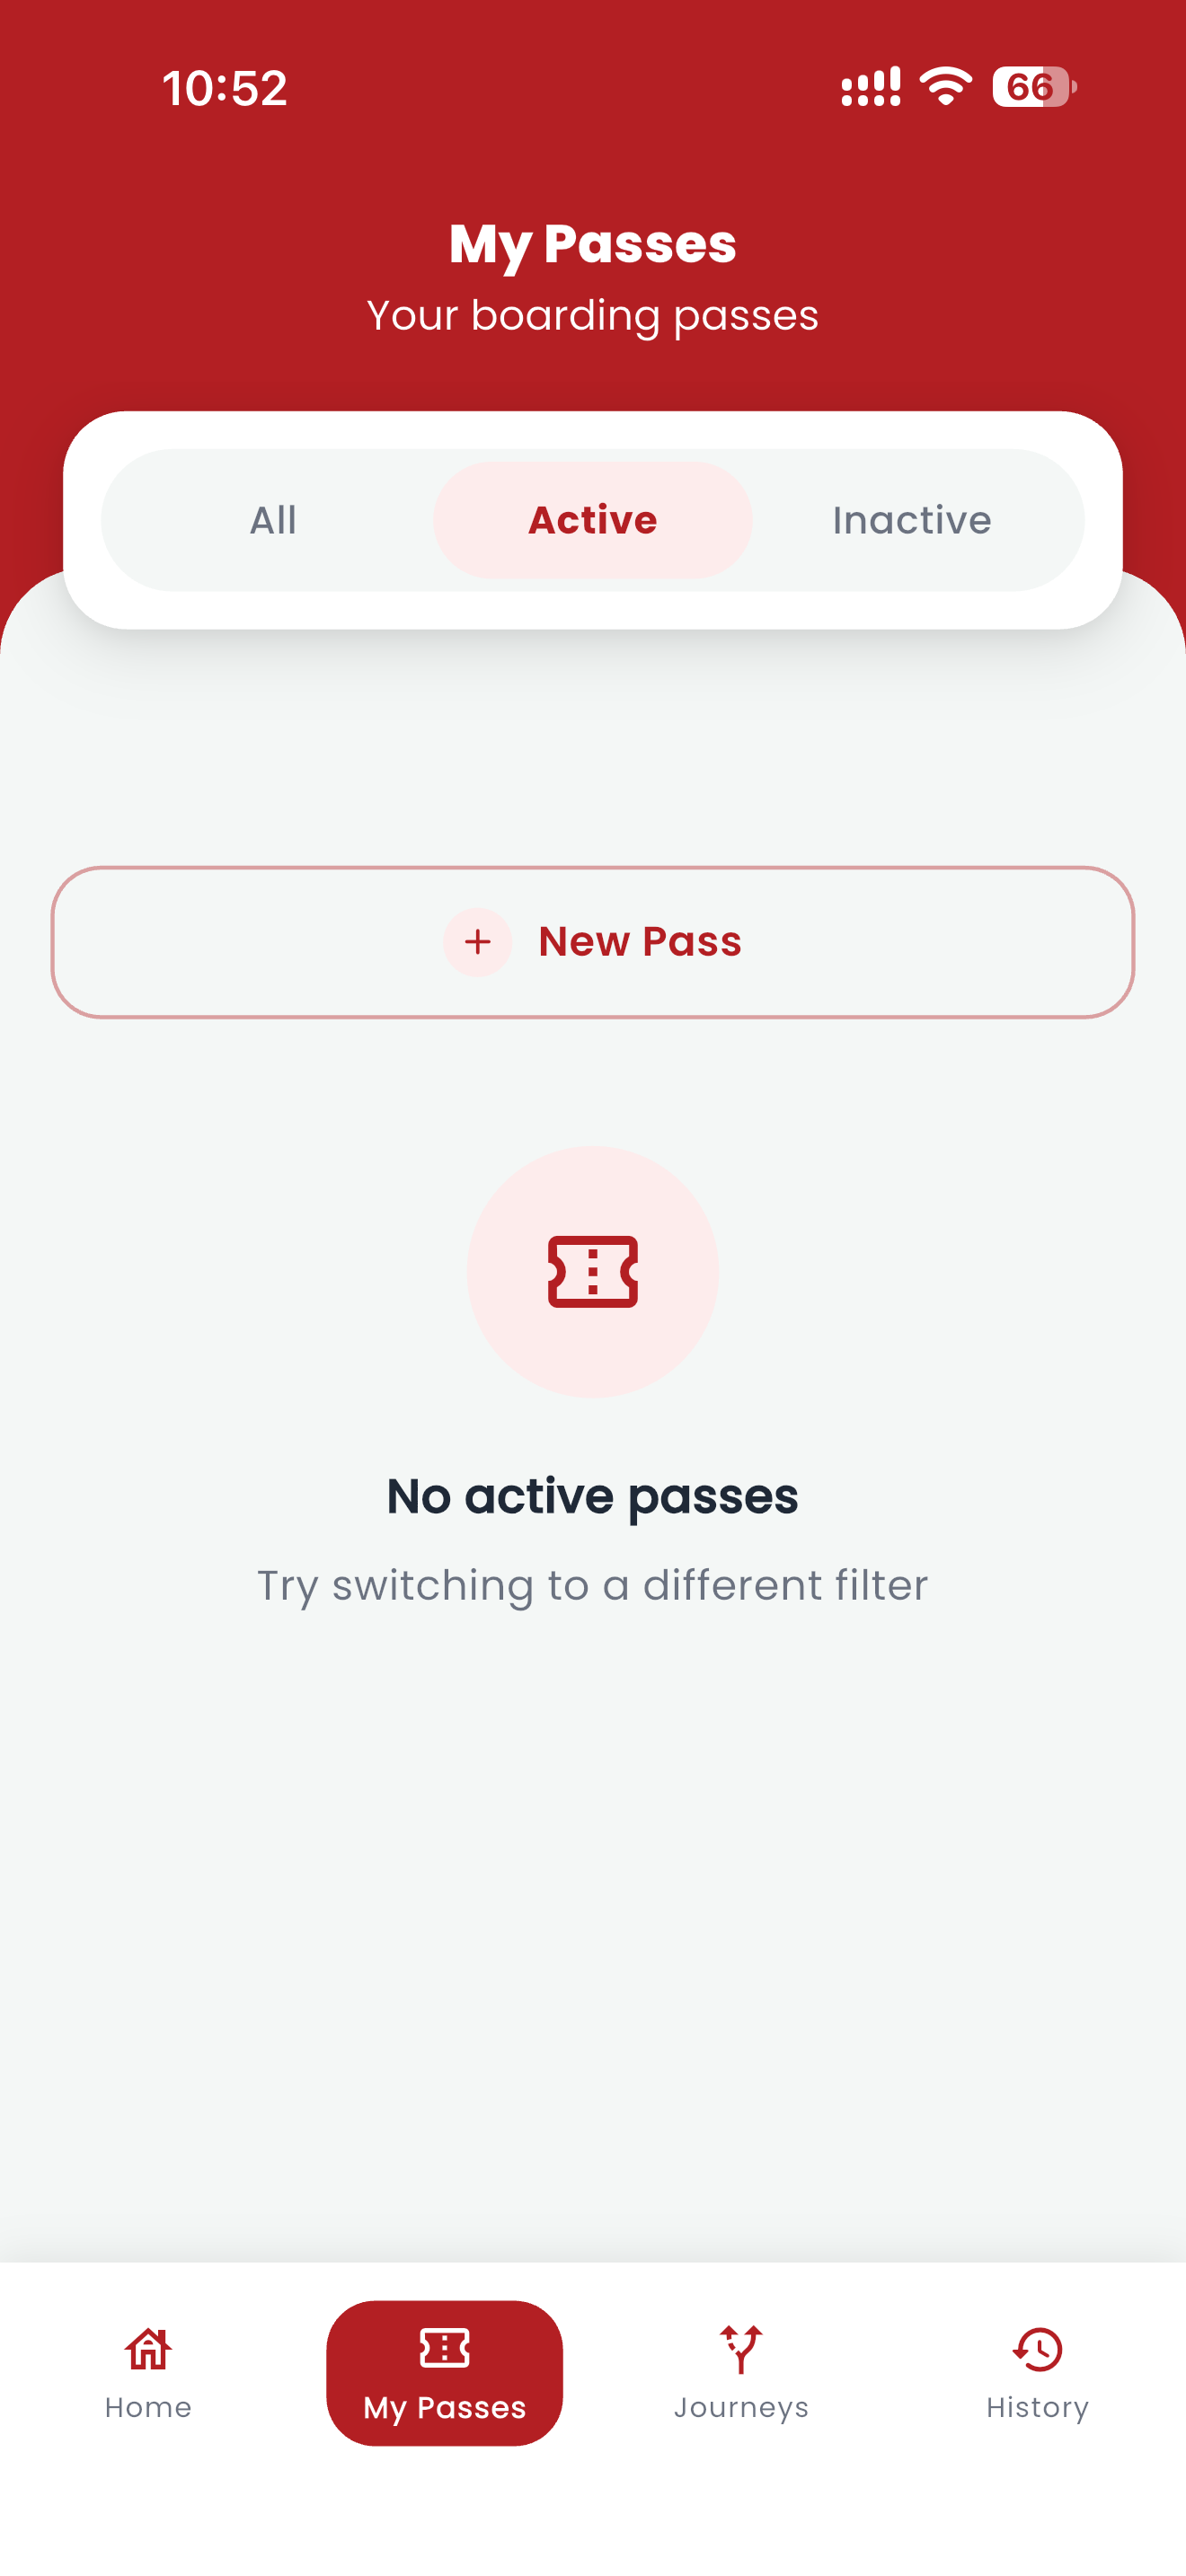 10:52
66
My Passes
Your boarding passes
All
Active
Inactive
New Pass
No active passes
Try switching to a different filter
Home
My Passes
Journeys
History